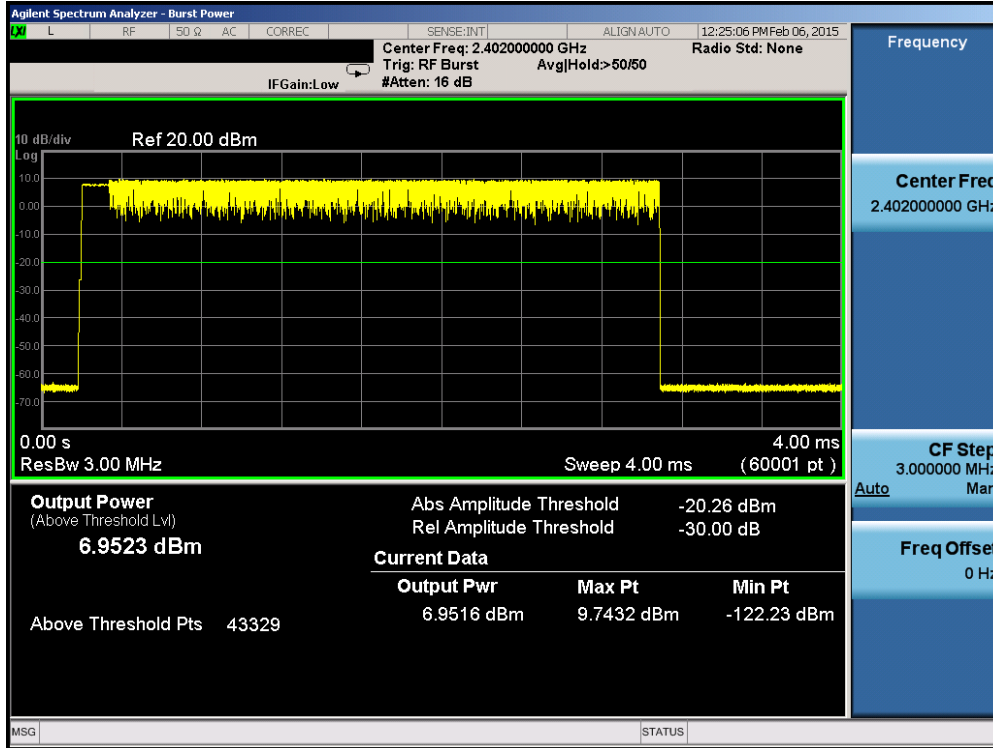 Agilent Spectrum Analyzer - Burst Power
LXI L RF 50 Ω AC CORREC SENSE:INT ALIGNAUTO 12:25:06 PMFeb 06, 2015
Center Freq: 2.402000000 GHz Radio Std: None
Trig: RF Burst Avg|Hold:>50/50
IFGain:Low #Atten: 16 dB
10 dB/div Ref 20.00 dBm
Log
10.0
0.00
-10.0
-20.0
-30.0
-40.0
-50.0
-60.0
-70.0
0.00 s 4.00 ms
ResBw 3.00 MHz Sweep 4.00 ms (60001 pt)
Output Power
(Above Threshold Lvl)
6.9523 dBm
Above Threshold Pts 43329
Abs Amplitude Threshold -20.26 dBm
Rel Amplitude Threshold -30.00 dB
Current Data
Output Pwr Max Pt Min Pt
6.9516 dBm 9.7432 dBm -122.23 dBm
Frequency
Center Freq
2.402000000 GHz
CF Step
3.000000 MHz
Auto Man
Freq Offset
0 Hz
MSG STATUS